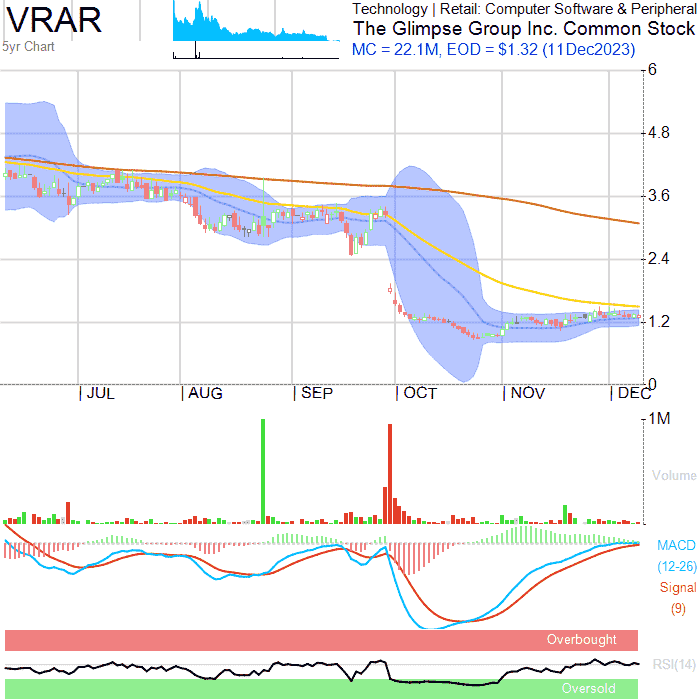 VRAR
5yr Chart
Technology | Retail: Computer Software & Peripheral
The Glimpse Group Inc. Common Stock
MC = 22.1M, EOD = $1.32 (11Dec2023)
6
4.8
3.6
2.4
1.2
0
| JUL | AUG | SEP | OCT | NOV | DEC
1M
Volume
MACD
(12-26)
Signal
(9)
Overbought
RSI(14)
Oversold